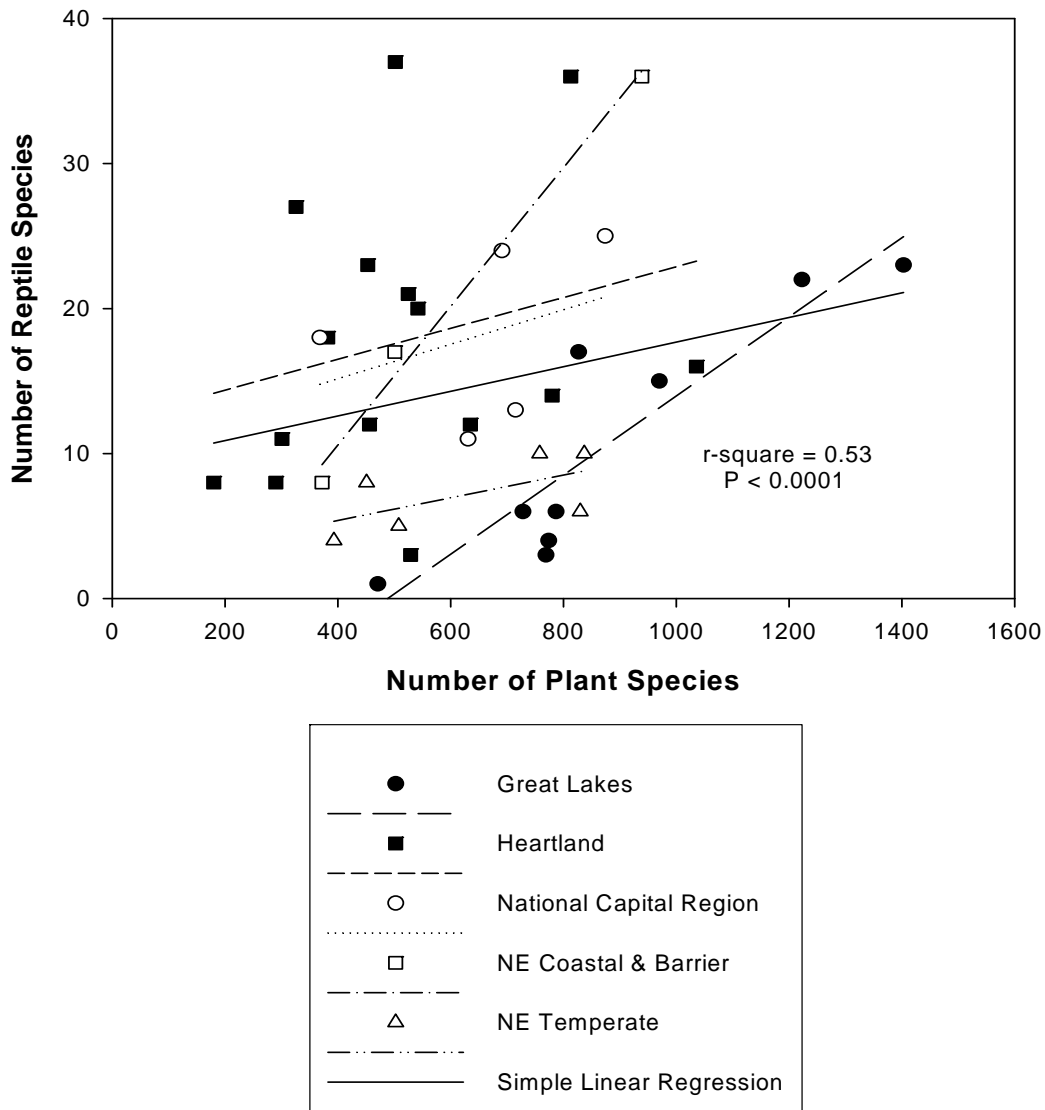 40
30
20
10
0
Number of Reptile Species
r-square = 0.53
P < 0.0001
0 200 400 600 800 1000 1200 1400 1600
Number of Plant Species
Great Lakes
Heartland
National Capital Region
NE Coastal & Barrier
NE Temperate
Simple Linear Regression